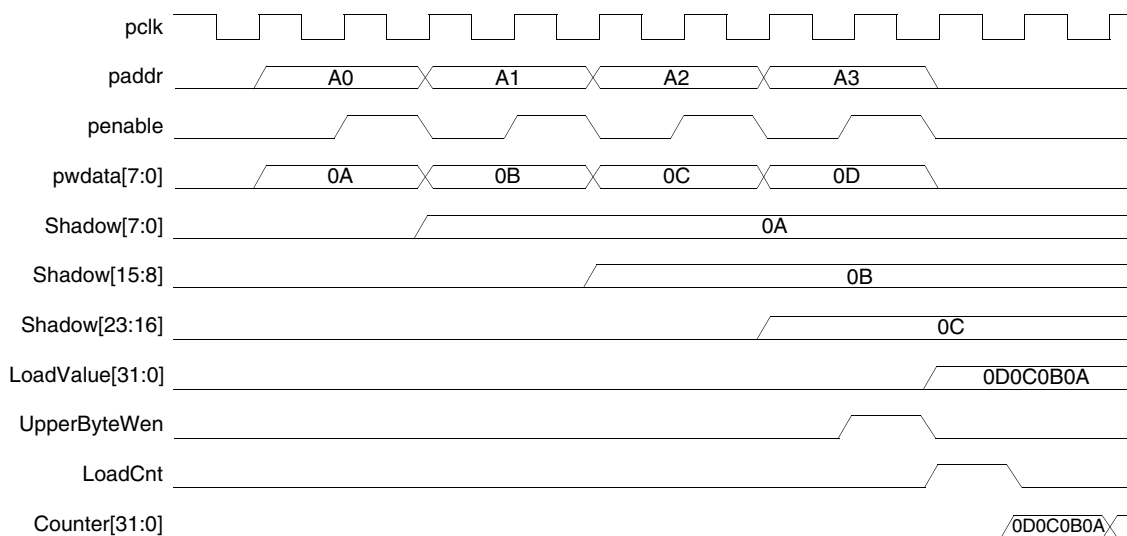 pclk
paddr A0 A1 A2 A3
penable
pwdata[7:0] 0A 0B 0C 0D
Shadow[7:0] 0A
Shadow[15:8] 0B
Shadow[23:16] 0C
LoadValue[31:0] 0D0C0B0A
UpperByteWen
LoadCnt
Counter[31:0] 0D0C0B0A